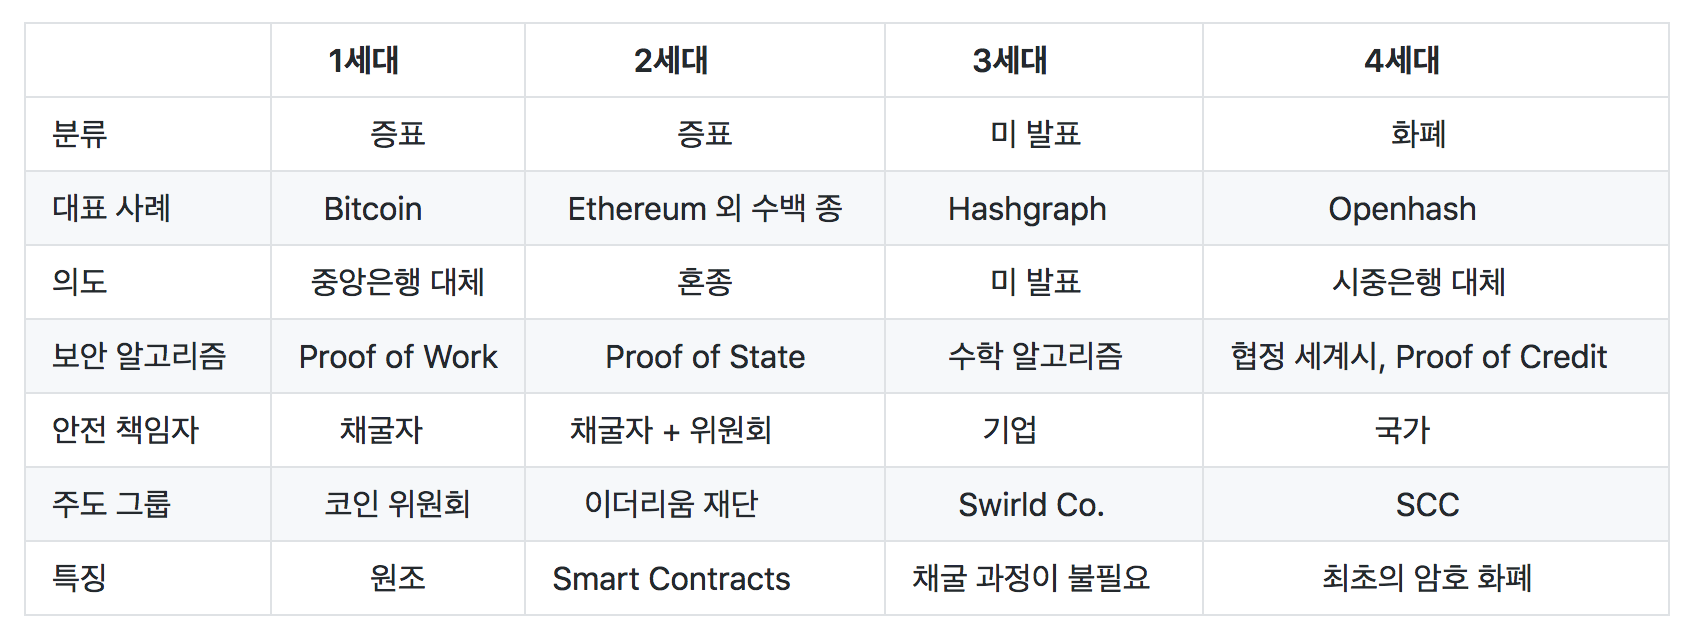 1세대 2세대 3세대 4세대
분류 증표 증표 미 발표 화폐
대표 사례 Bitcoin Ethereum 외 수백 종 Hashgraph Openhash
의도 중앙은행 대체 혼종 미 발표 시중은행 대체
보안 알고리즘 Proof of Work Proof of State 수학 알고리즘 협정 세계시, Proof of Credit
안전 책임자 채굴자 채굴자 + 위원회 기업 국가
주도 그룹 코인 위원회 이더리움 재단 Swirld Co. SCC
특징 원조 Smart Contracts 채굴 과정이 불필요 최초의 암호 화폐